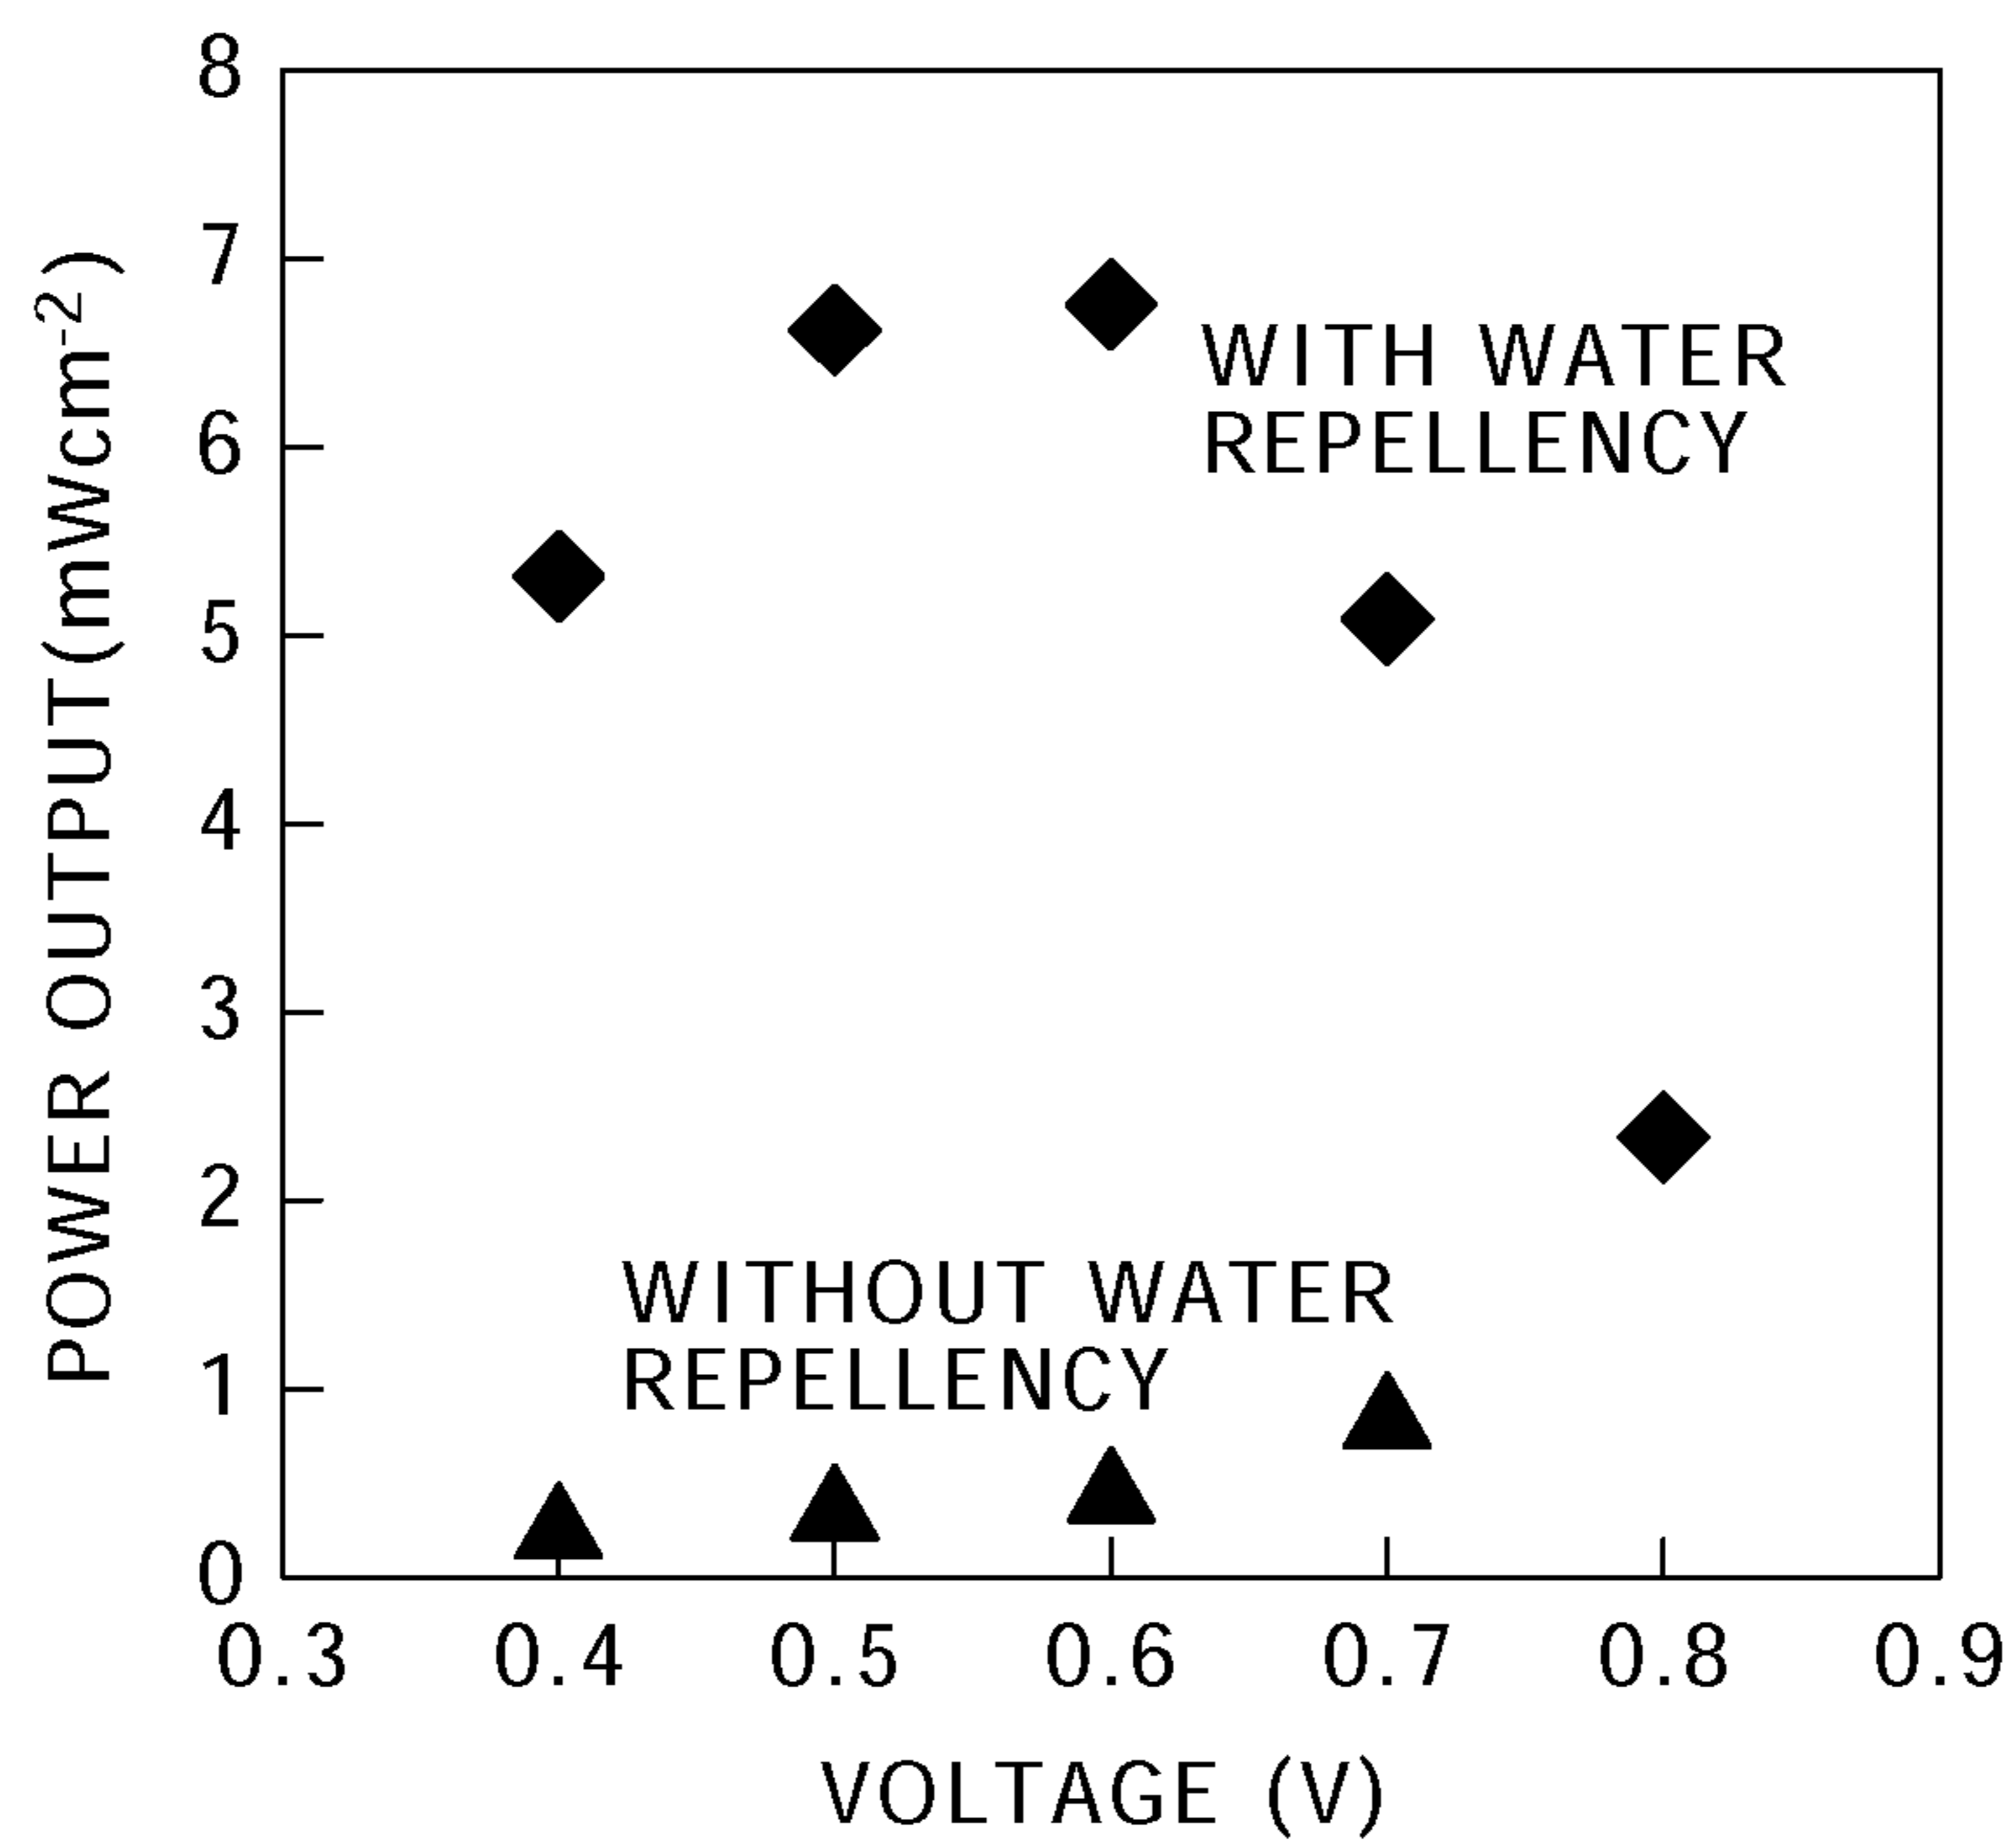 POWER OUTPUT(mWcm-2)
8
7
6
5
4
3
2
1
0
WITH WATER
REPELLENCY
WITHOUT WATER
REPELLENCY
0.3 0.4 0.5 0.6 0.7 0.8 0.9
VOLTAGE (V)